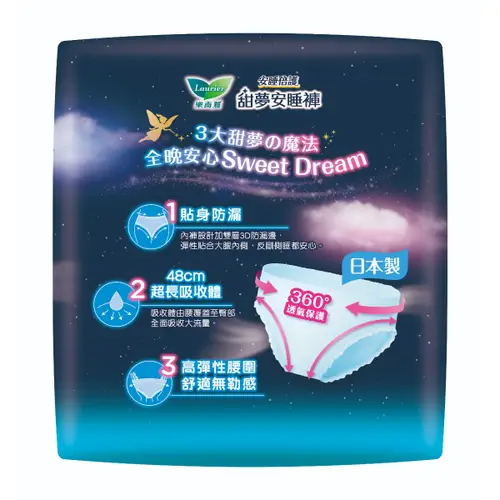 Laurier
樂而雅
安睡倍護
甜夢安睡褲
3大甜夢の魔法
全晚安心Sweet Dream
1 貼身防漏
內褲設計加雙層3D防漏邊，
彈性貼合大腿內側，反轉側睡都安心。
日本製
2 48cm
超長吸收體
吸收體由腰覆蓋至臀部，
全面吸收大流量。
360°
透氣保護
3 高彈性腰圍
舒適無勒感